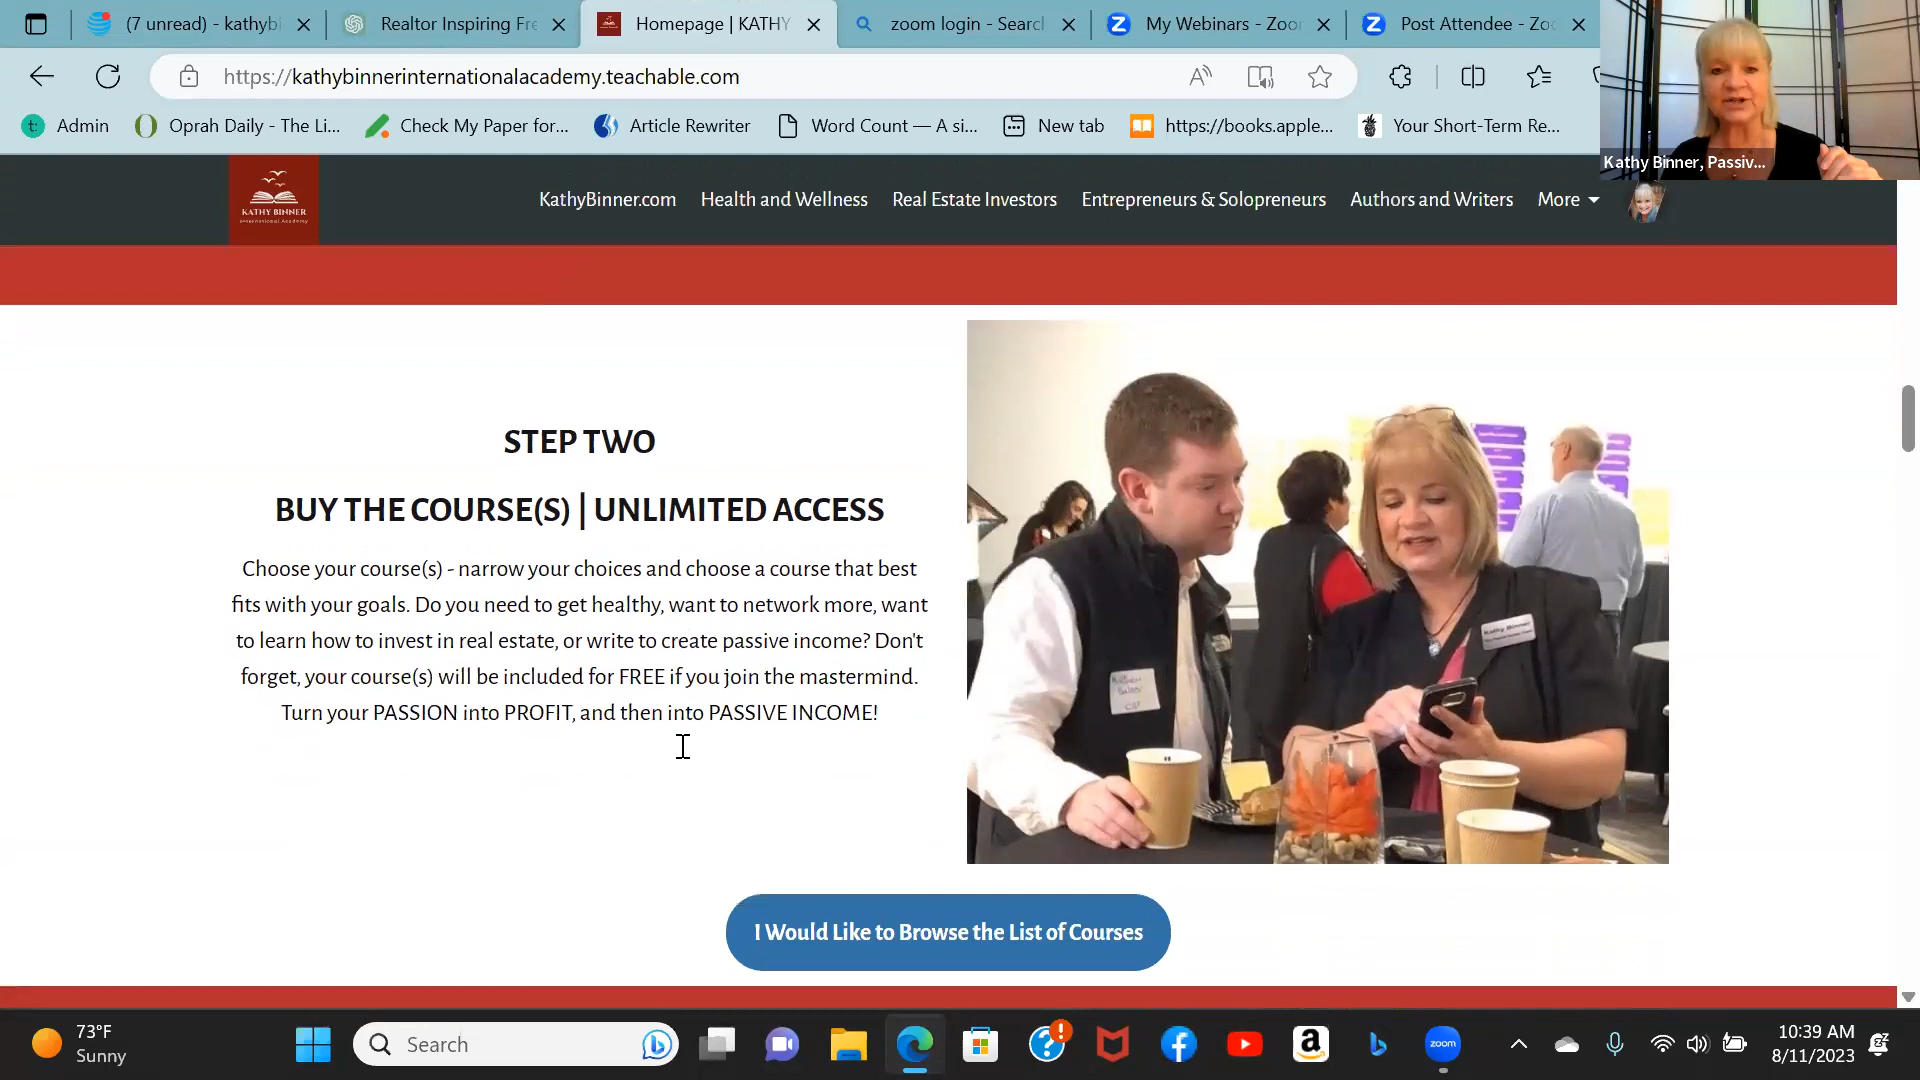 (7 unread) - kathybi
Realtor Inspiring Fre
Homepage | KATHY
zoom login - Search
My Webinars - Zoom
Post Attendee - Zo
https://kathybinnerinternationalacademy.teachable.com
Admin
Oprah Daily - The Li...
Check My Paper for...
Article Rewriter
Word Count — A si...
New tab
https://books.apple...
Your Short-Term Re...
Kathy Binner, Passiv...
KATHY BINNER
International Academy
KathyBinner.com
Health and Wellness
Real Estate Investors
Entrepreneurs & Solopreneurs
Authors and Writers
More
STEP TWO
BUY THE COURSE(S) | UNLIMITED ACCESS
Choose your course(s) - narrow your choices and choose a course that best
fits with your goals. Do you need to get healthy, want to network more, want
to learn how to invest in real estate, or write to create passive income? Don't
forget, your course(s) will be included for FREE if you join the mastermind.
Turn your PASSION into PROFIT, and then into PASSIVE INCOME!
Kathy Binner
I Would Like to Browse the List of Courses
73°F
Sunny
Search
zoom
10:39 AM
8/11/2023